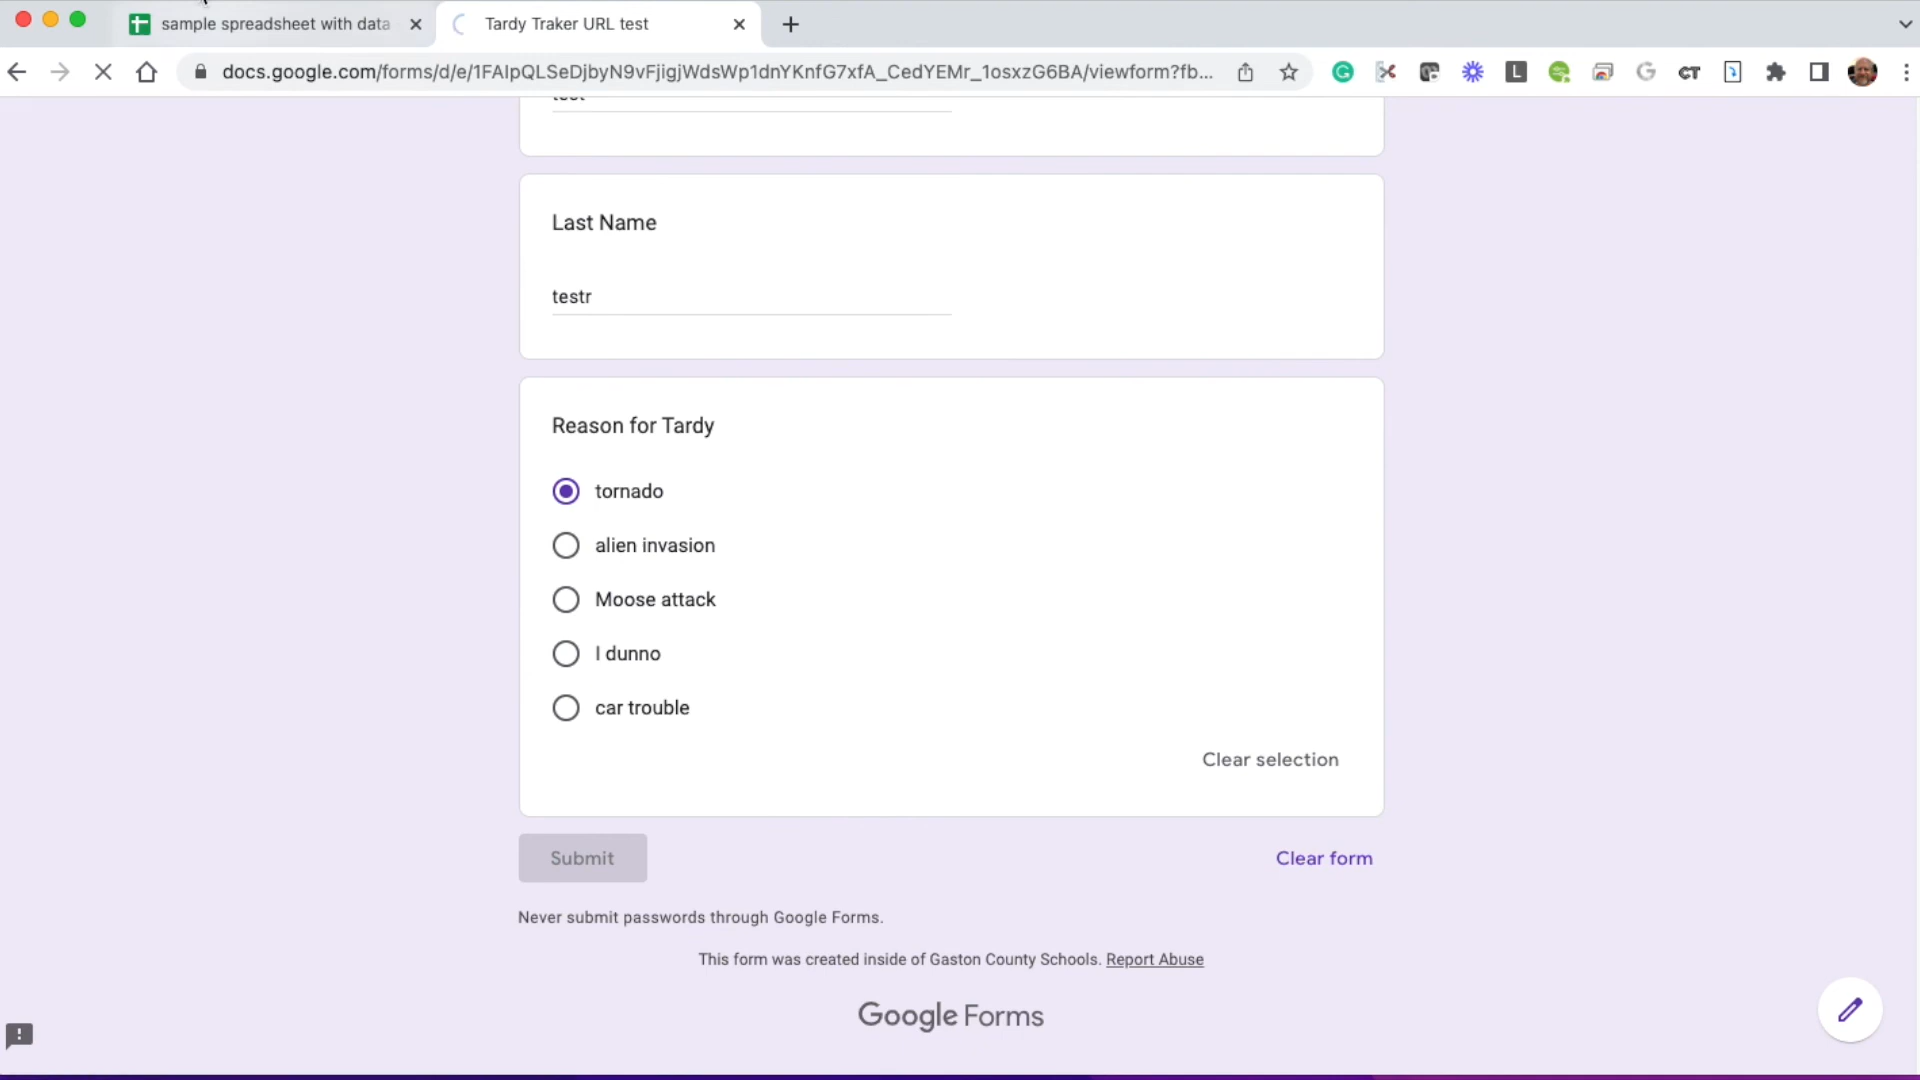 sample spreadsheet with data
Tardy Traker URL test
docs.google.com/forms/d/e/1FAIpQLSeDjbyN9vFjigjWdsWp1dnYKnfG7xfA_CedYEMr_1osxzG6BA/viewform?fb...
Last Name
testr
Reason for Tardy
tornado
alien invasion
Moose attack
I dunno
car trouble
Clear selection
Submit
Clear form
Never submit passwords through Google Forms.
This form was created inside of Gaston County Schools. Report Abuse
Google Forms